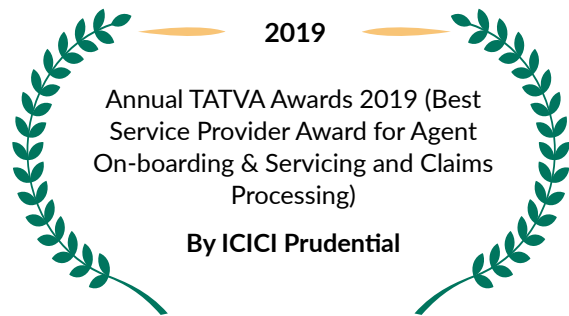 2019
Annual TATVA Awards 2019 (Best
Service Provider Award for Agent
On-boarding & Servicing and Claims
Processing)
By ICICI Prudential